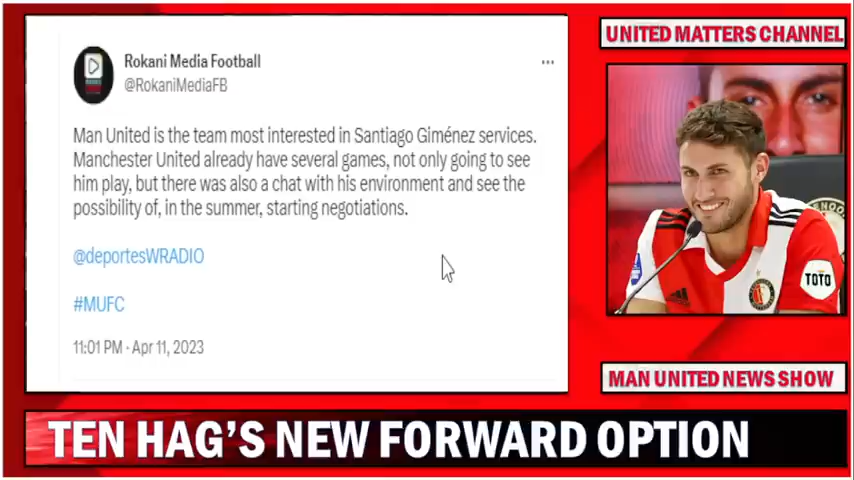 UNITED MATTERS CHANNEL
Rokani Media Football
@RokaniMediaFB
Man United is the team most interested in Santiago Giménez services.
Manchester United already have several games, not only going to see
him play, but there was also a chat with his environment and see the
possibility of, in the summer, starting negotiations.
@deportesWRADIO
#MUFC
11:01 PM · Apr 11, 2023
TOTO
MAN UNITED NEWS SHOW
TEN HAG'S NEW FORWARD OPTION